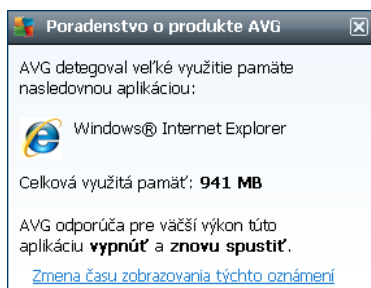 Poradenstvo o produkte AVG
AVG detegoval veľké využitie pamäte
nasledovnou aplikáciou:
Windows® Internet Explorer
Celková využitá pamäť: 941 MB
AVG odporúča pre väčší výkon túto
aplikáciu vypnúť a znovu spustiť.
Zmena času zobrazovania týchto oznámení